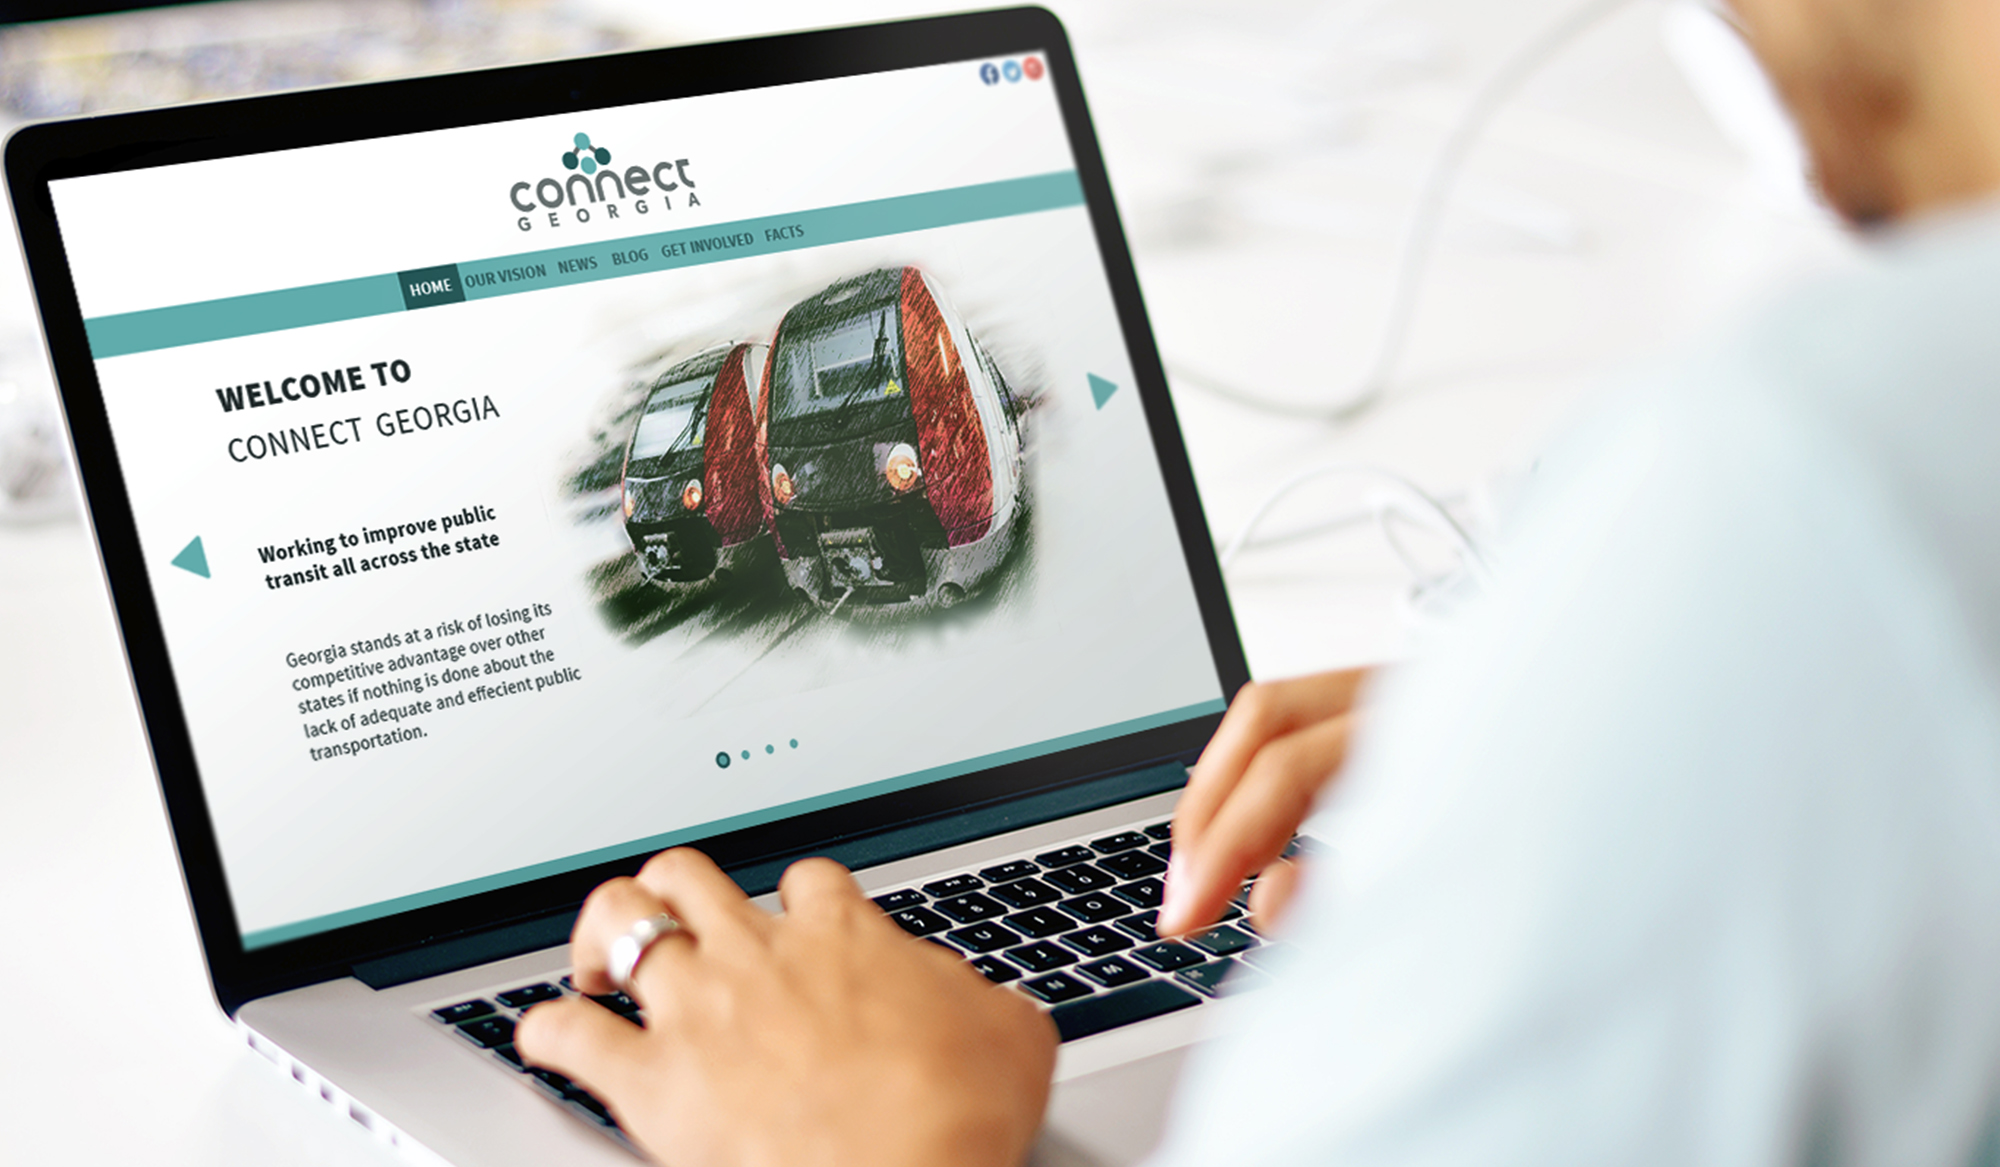 connect
GEORGIA
HOME OUR VISION NEWS BLOG GET INVOLVED FACTS
WELCOME TO
CONNECT GEORGIA
Working to improve public
transit all across the state
Georgia stands at a risk of losing its
competitive advantage over other
states if nothing is done about the
lack of adequate and effecient public
transportation.